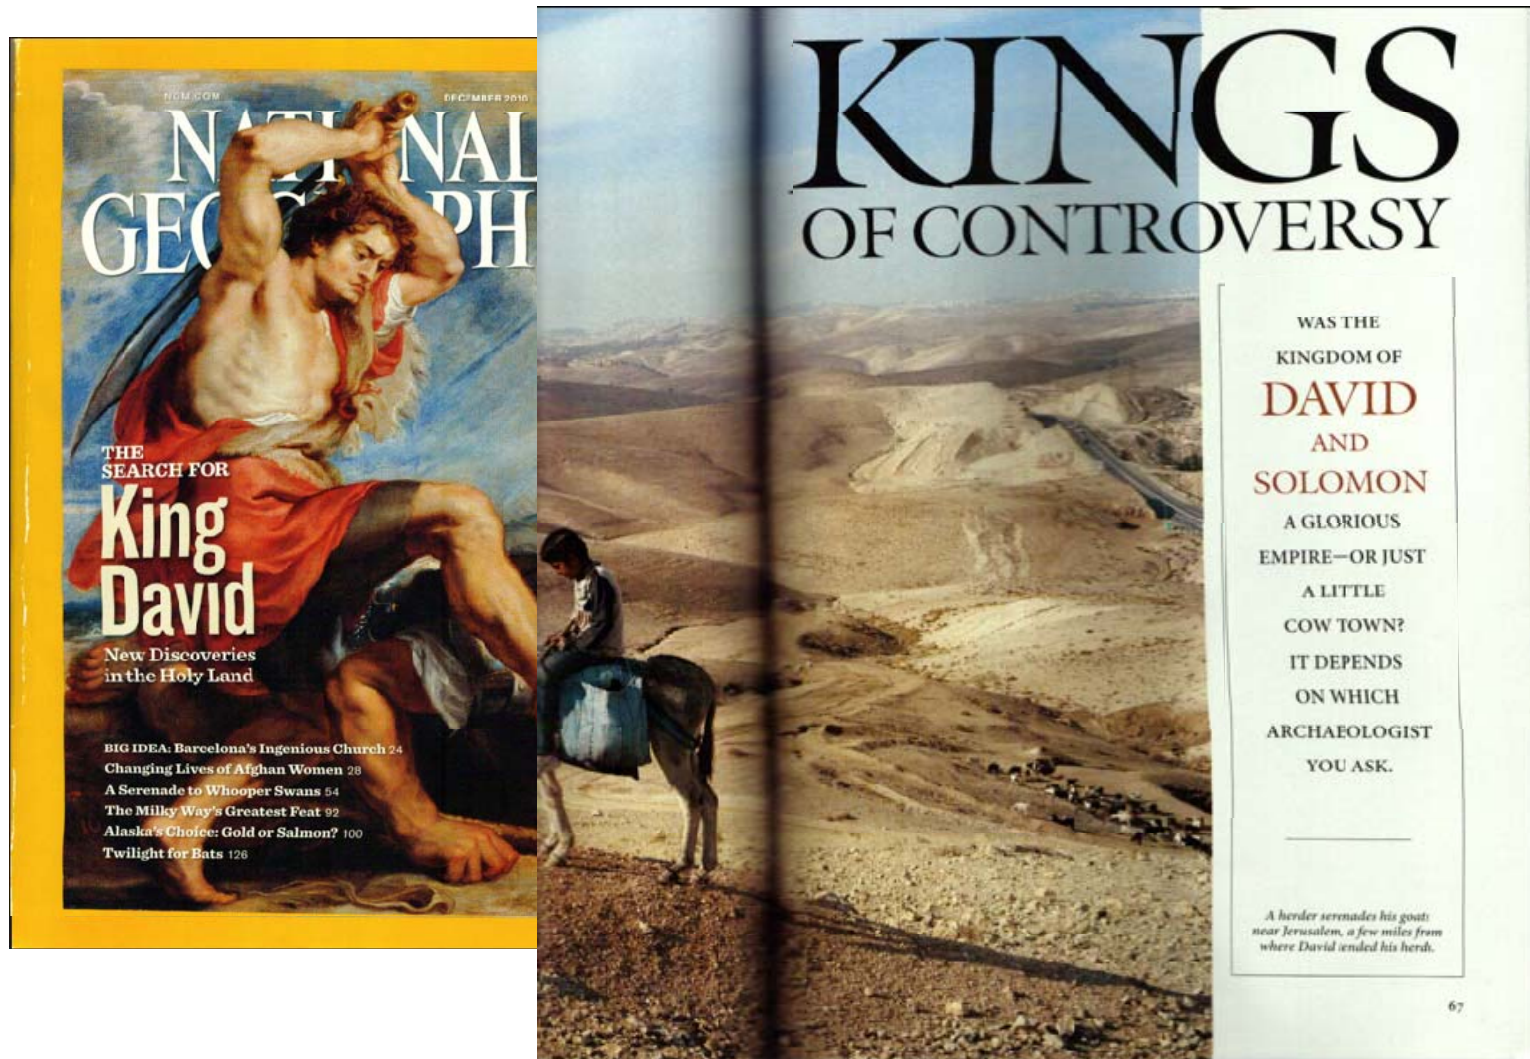 NGM.COM
DECEMBER 2010
NAT NAL
GEO PH
THE
SEARCH FOR
King
David
New Discoveries
in the Holy Land
BIG IDEA: Barcelona's Ingenious Church 24
Changing Lives of Afghan Women 28
A Serenade to Whooper Swans 54
The Milky Way's Greatest Feat 92
Alaska's Choice: Gold or Salmon? 100
Twilight for Bats 126
KINGS
OF CONTROVERSY
WAS THE
KINGDOM OF
DAVID
AND
SOLOMON
A GLORIOUS
EMPIRE—OR JUST
A LITTLE
COW TOWN?
IT DEPENDS
ON WHICH
ARCHAEOLOGIST
YOU ASK.
A herder serenades his goats
near Jerusalem, a few miles from
where David tended his herds.
67